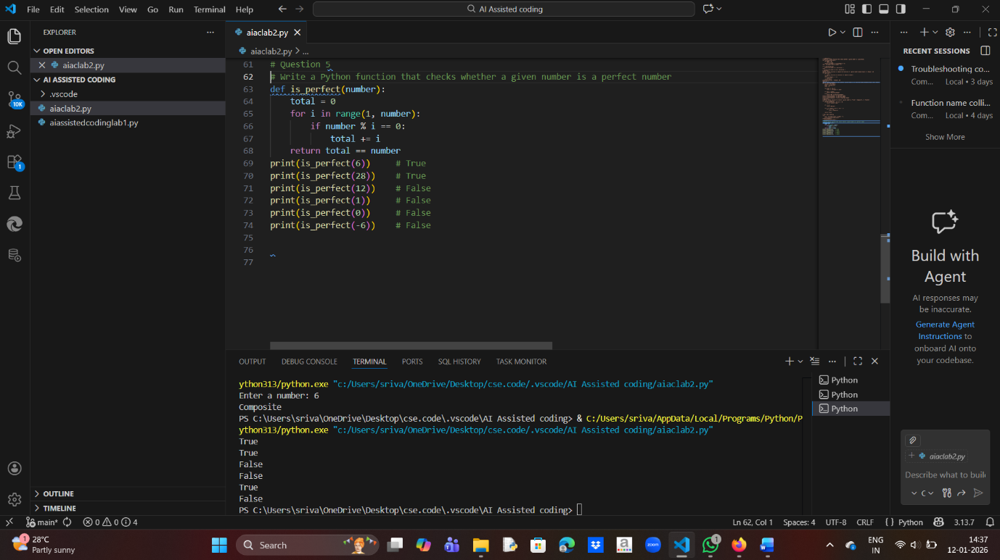 File Edit Selection View Go Run Terminal Help
AI Assisted coding
EXPLORER
OPEN EDITORS
aiaclab2.py
AI ASSISTED CODING
.vscode
aiaclab2.py
aiassistedcodinglab1.py
OUTLINE
TIMELINE
10K
1
aiaclab2.py
aiaclab2.py > ...
61 # Question 5
62 # Write a Python function that checks whether a given number is a perfect number
63 def is_perfect(number):
64 total = 0
65 for i in range(1, number):
66 if number % i == 0:
67 total += i
68 return total == number
69 print(is_perfect(6)) # True
70 print(is_perfect(28)) # True
71 print(is_perfect(12)) # False
72 print(is_perfect(1)) # False
73 print(is_perfect(0)) # False
74 print(is_perfect(-6)) # False
75
76
77
OUTPUT DEBUG CONSOLE TERMINAL PORTS SQL HISTORY TASK MONITOR
ython313/python.exe "c:/Users/sriva/OneDrive/Desktop/cse.code/.vscode/AI Assisted coding/aiaclab2.py"
Enter a number: 6
Composite
PS C:\Users\sriva\OneDrive\Desktop\cse.code\.vscode\AI Assisted coding> & C:/Users/sriva/AppData/Local/Programs/Python/P
ython313/python.exe "c:/Users/sriva/OneDrive/Desktop/cse.code/.vscode/AI Assisted coding/aiaclab2.py"
True
True
False
False
True
False
PS C:\Users\sriva\OneDrive\Desktop\cse.code\.vscode\AI Assisted coding>
Python
Python
Python
RECENT SESSIONS
Troubleshooting co...
Com... Local • 3 days
Function name colli...
Com... Local • 4 days
Show More
Build with
Agent
AI responses may
be inaccurate.
Generate Agent
Instructions to
onboard AI onto
your codebase.
aiaclab2.py
Describe what to buil
C
main* 0 0 4
Ln 62, Col 1 Spaces: 4 UTF-8 CRLF { } Python 3.13.7
1
28°C
Partly sunny
Search
zoom
1
ENG
IN
14:37
12-01-2026